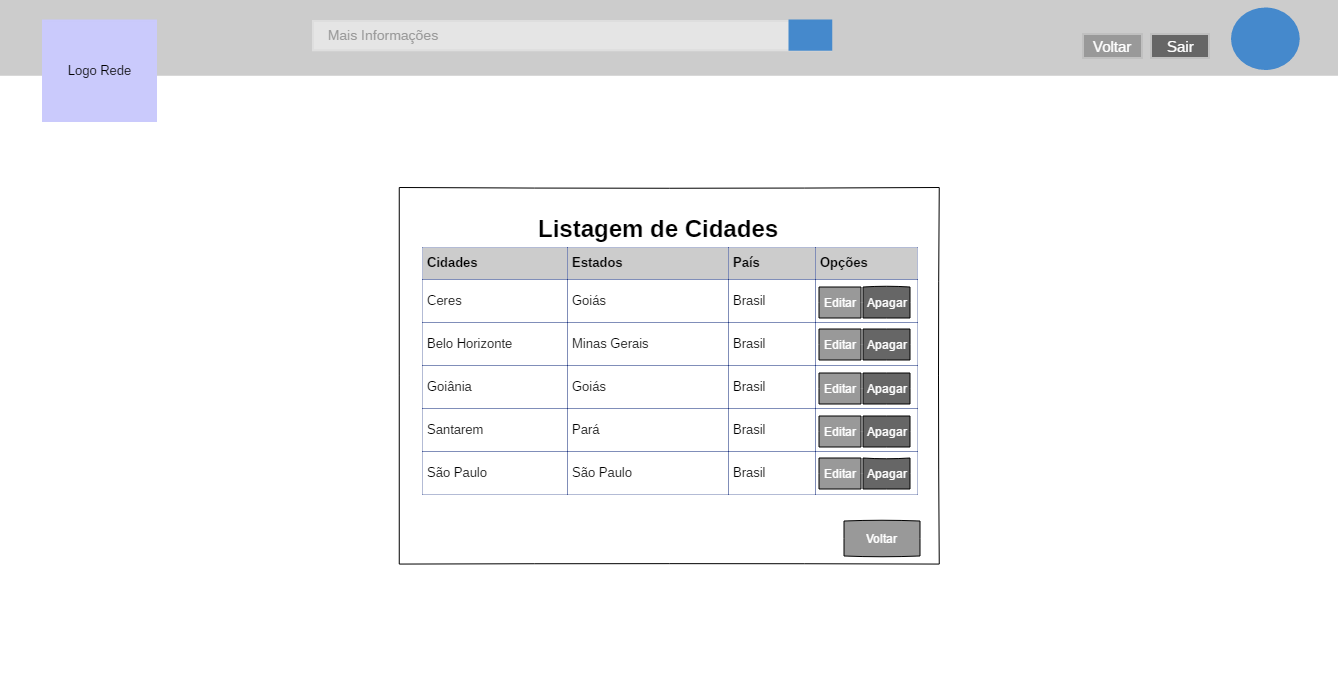 Mais Informações
Voltar
Sair
Logo Rede
Listagem de Cidades
Cidades Estados País Opções
Ceres Goiás Brasil Editar Apagar
Belo Horizonte Minas Gerais Brasil Editar Apagar
Goiânia Goiás Brasil Editar Apagar
Santarem Pará Brasil Editar Apagar
São Paulo São Paulo Brasil Editar Apagar
Voltar